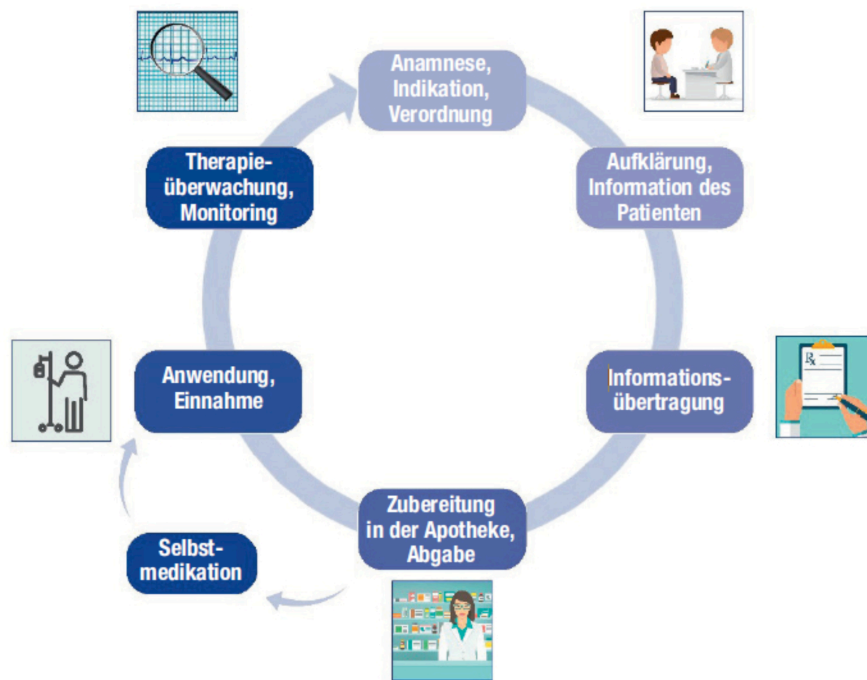 Anamnese,
Indikation,
Verordnung
Aufklärung,
Information des
Patienten
Informations-
übertragung
Rx
Zubereitung
in der Apotheke,
Abgabe
Selbst-
medikation
Anwendung,
Einnahme
Therapie-
überwachung,
Monitoring